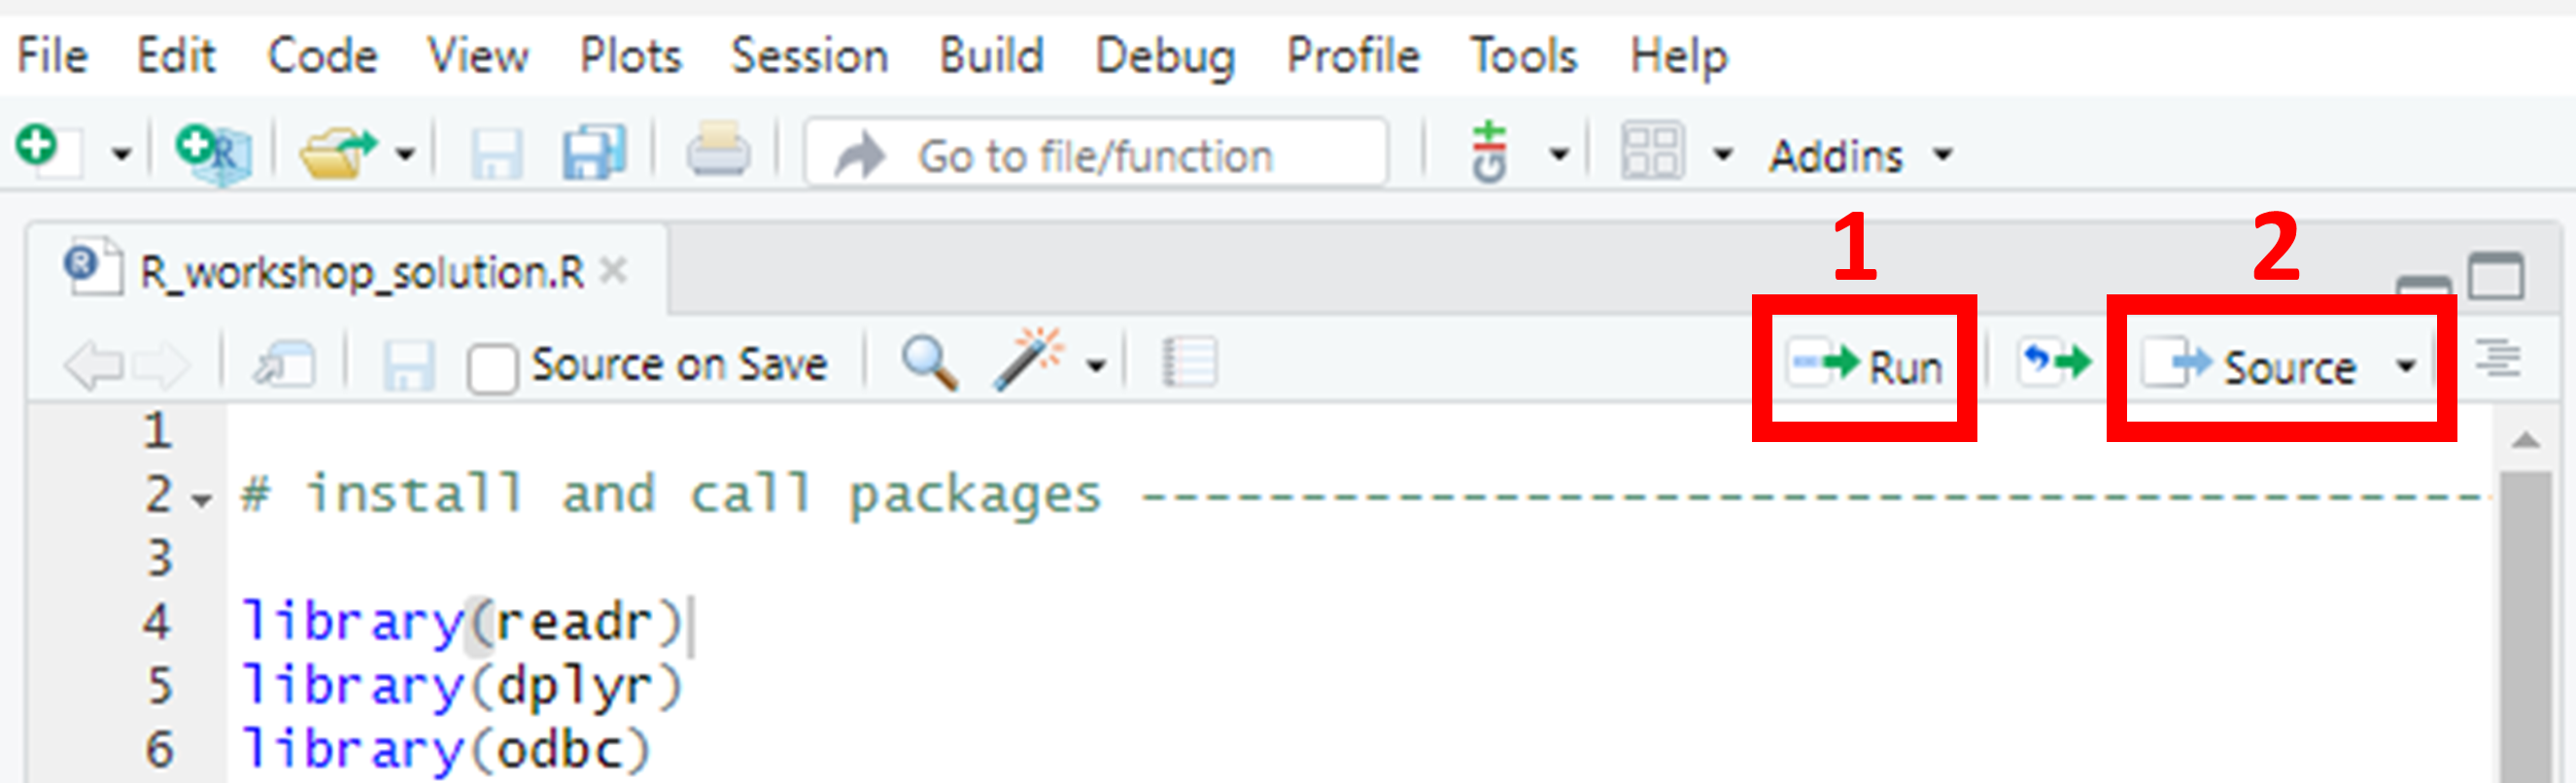 File Edit Code View Plots Session Build Debug Profile Tools Help
R Go to file/function Git Addins
1 2
R R_workshop_solution.R
Source on Save Run Source
1
2 # install and call packages ------------------------------------------
3
4 library(readr)
5 library(dplyr)
6 library(odbc)